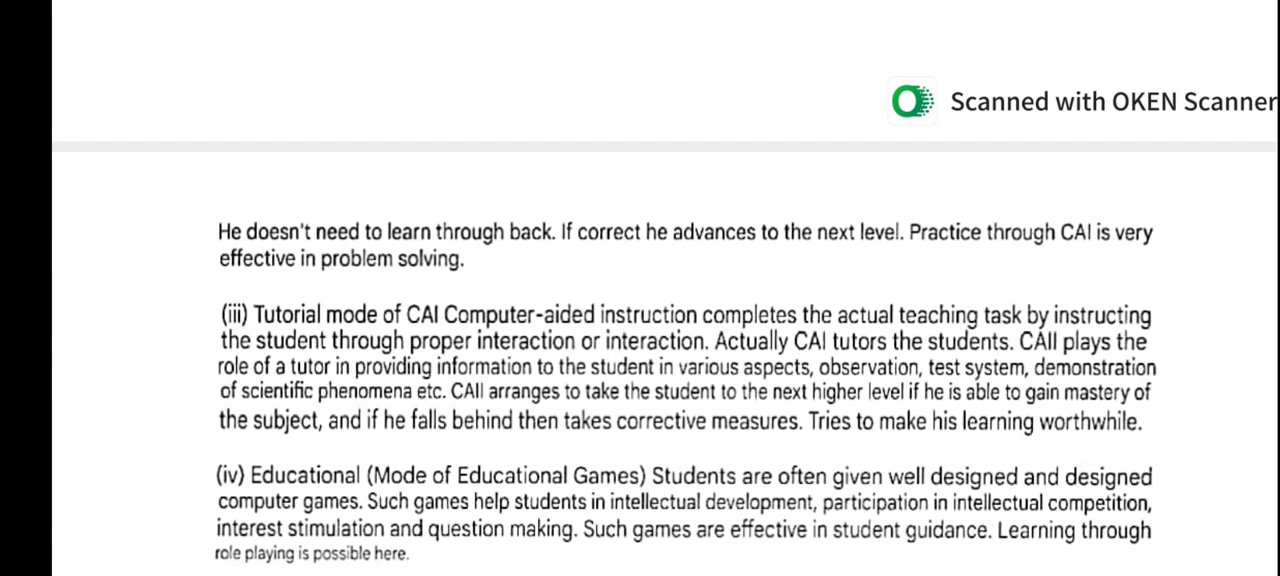 Scanned with OKEN Scanner
He doesn't need to learn through back. If correct he advances to the next level. Practice through CAI is very
effective in problem solving.
(iii) Tutorial mode of CAI Computer-aided instruction completes the actual teaching task by instructing
the student through proper interaction or interaction. Actually CAI tutors the students. CAII plays the
role of a tutor in providing information to the student in various aspects, observation, test system, demonstration
of scientific phenomena etc. CAII arranges to take the student to the next higher level if he is able to gain mastery of
the subject, and if he falls behind then takes corrective measures. Tries to make his learning worthwhile.
(iv) Educational (Mode of Educational Games) Students are often given well designed and designed
computer games. Such games help students in intellectual development, participation in intellectual competition,
interest stimulation and question making. Such games are effective in student guidance. Learning through
role playing is possible here.